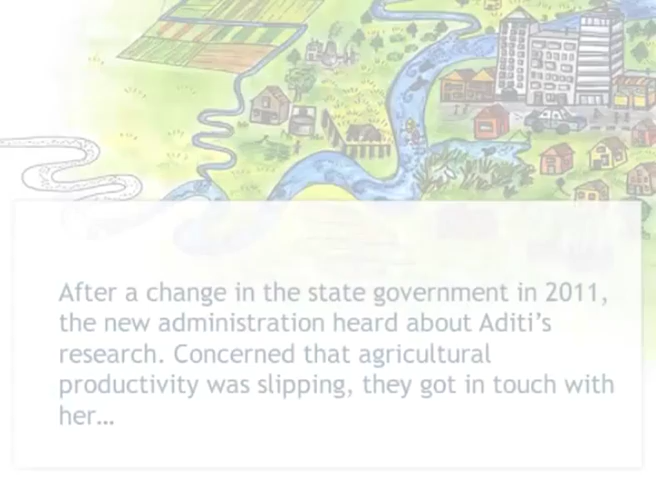 After a change in the state government in 2011,
the new administration heard about Aditi’s
research. Concerned that agricultural
productivity was slipping, they got in touch with
her…